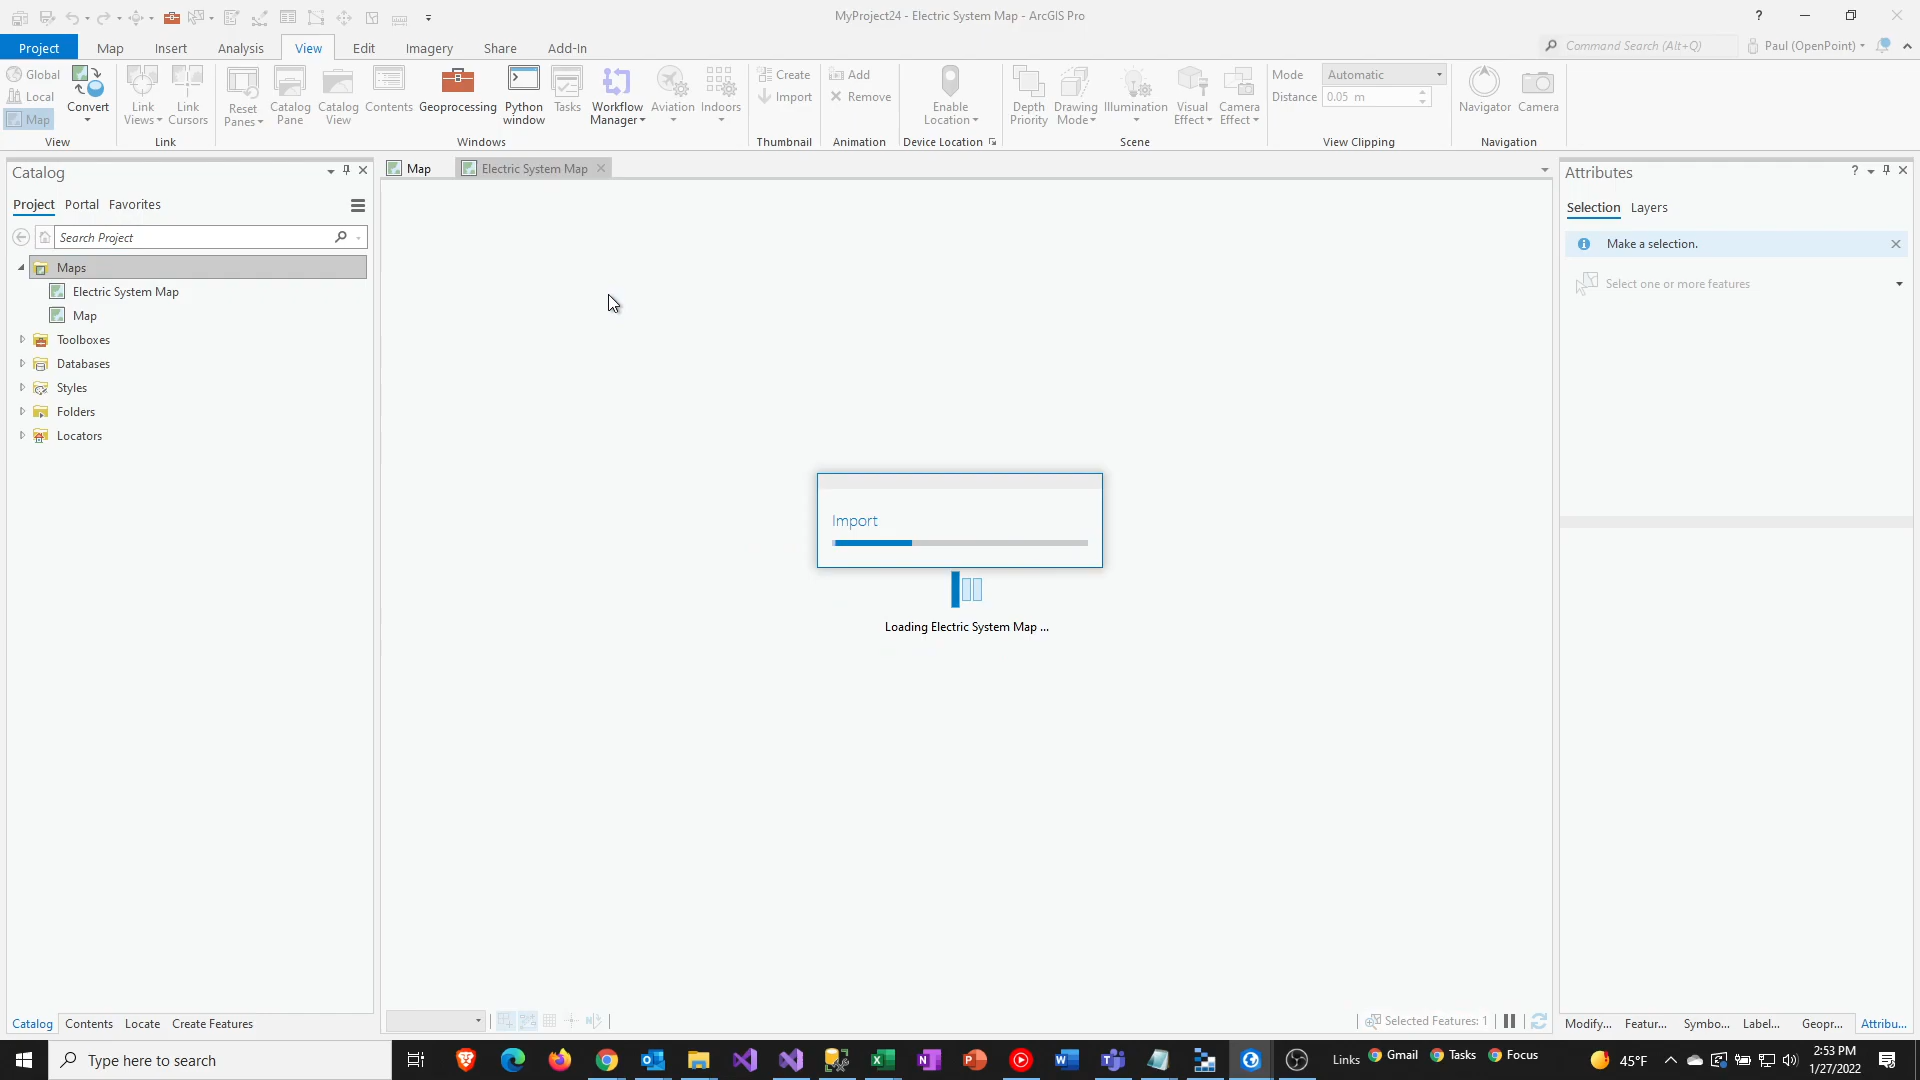 MyProject24 - Electric System Map - ArcGIS Pro
?
Project
Map
Insert
Analysis
View
Edit
Imagery
Share
Add-In
Command Search (Alt+Q)
Paul (OpenPoint)
Global
Local
Map
Convert
View
Link Views
Link Cursors
Link
Reset Panes
Catalog Pane
Catalog View
Contents
Geoprocessing
Python window
Tasks
Workflow Manager
Aviation
Indoors
Windows
Create
Import
Thumbnail
Add
Remove
Animation
Enable Location
Device Location
Depth Priority
Drawing Mode
Illumination
Visual Effect
Camera Effect
Scene
Mode
Automatic
Distance
0.05 m
View Clipping
Navigator
Camera
Navigation
Catalog
Project
Portal
Favorites
Search Project
Maps
Electric System Map
Map
Toolboxes
Databases
Styles
Folders
Locators
Map
Electric System Map
Import
Loading Electric System Map ...
Attributes
?
Selection
Layers
Make a selection.
Select one or more features
Catalog
Contents
Locate
Create Features
Selected Features: 1
Modify...
Featur...
Symbo...
Label...
Geopr...
Attribu...
Type here to search
Links
Gmail
Tasks
Focus
45°F
2:53 PM
1/27/2022